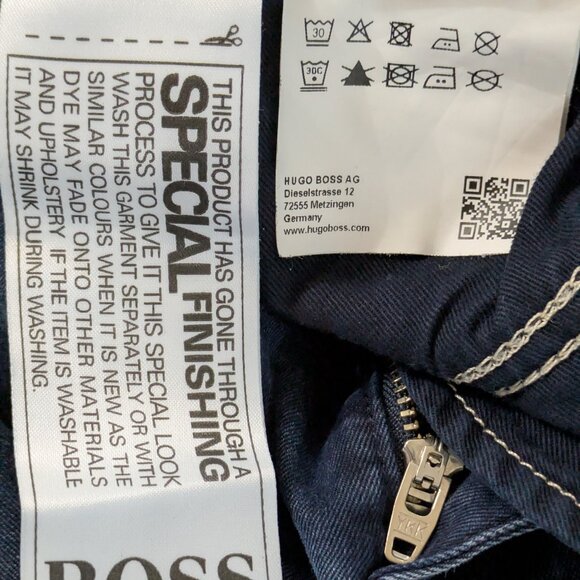 THIS PRODUCT HAS GONE THROUGH A
SPECIAL FINISHING
PROCESS TO GIVE IT THIS SPECIAL LOOK
WASH THIS GARMENT SEPARATELY OR WITH
SIMILAR COLOURS WHEN IT IS NEW AS THE
DYE MAY FADE ONTO OTHER MATERIALS
AND UPHOLSTERY. IF THE ITEM IS WASHABLE
IT MAY SHRINK DURING WASHING.
BOSS
30
30C
HUGO BOSS AG
Dieselstrasse 12
72555 Metzingen
Germany
www.hugoboss.com
YKK